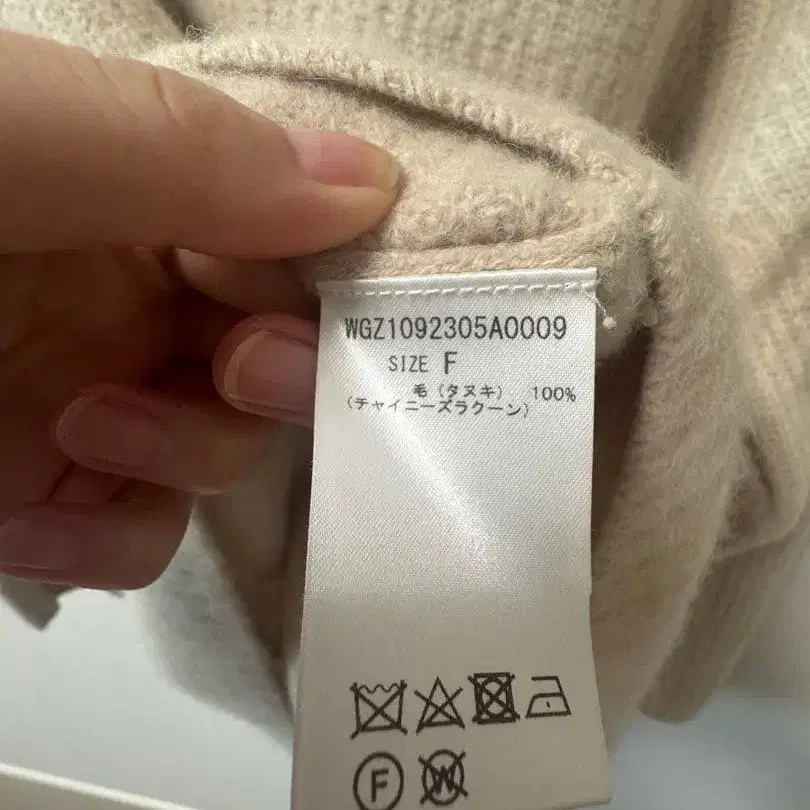 WGZ1092305A0009
SIZE F
毛(タヌキ) 100%
(チャイニーズラクーン)
F
W